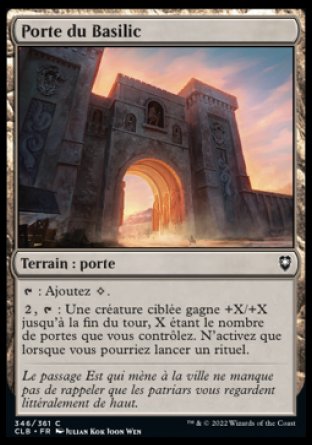 Porte du Basilic
Terrain : porte
: Ajoutez
2, : Une créature ciblée gagne +X/+X
jusqu'à la fin du tour, X étant le nombre
de portes que vous contrôlez. N'activez que
lorsque vous pourriez lancer un rituel.
Le passage Est qui mène à la ville ne manque
pas de rappeler que les patriars vous regardent
littéralement de haut.
346/361 C
CLB • FR Julian Kok Joon Wen
™ & © 2022 Wizards of the Coast